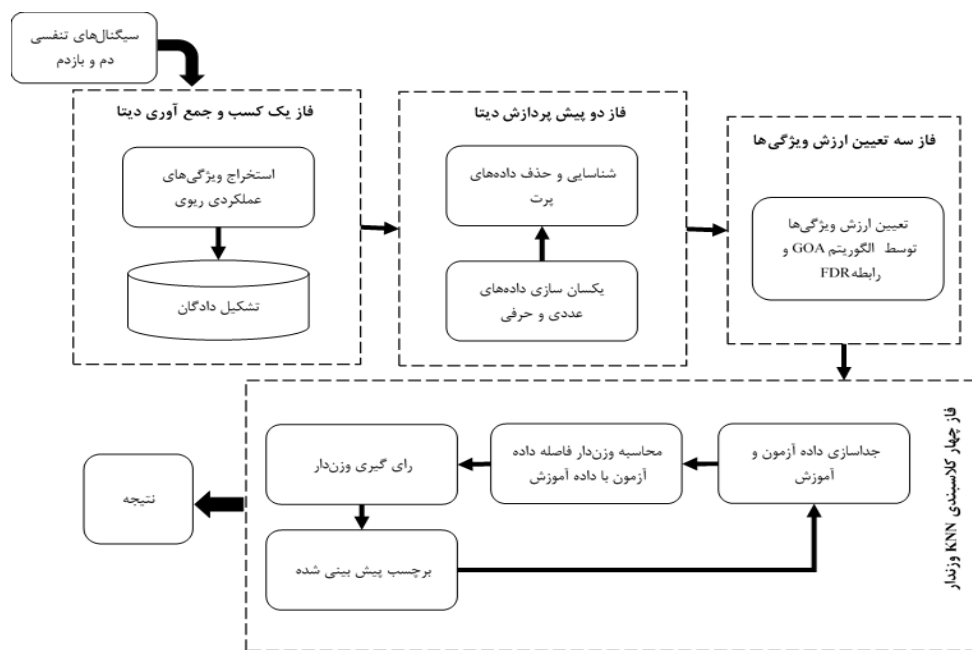 سیگنال‌های تنفسی
دم و بازدم
فاز یک کسب و جمع آوری دیتا
استخراج ویژگی‌های
عملکردی ریوی
تشکیل دادگان
فاز دو پیش پردازش دیتا
شناسایی و حذف داده‌های
پرت
یکسان سازی داده‌های
عددی و حرفی
فاز سه تعیین ارزش ویژگی‌ها
تعیین ارزش ویژگی‌ها
توسط الگوریتم GOA و
رابطه FDR
فاز چهار کلاسبندی KNN وزندار
جداسازی داده آزمون و
آموزش
محاسبه وزن‌دار فاصله داده
آزمون با داده آموزش
رای گیری وزن‌دار
برچسب پیش بینی شده
نتیجه